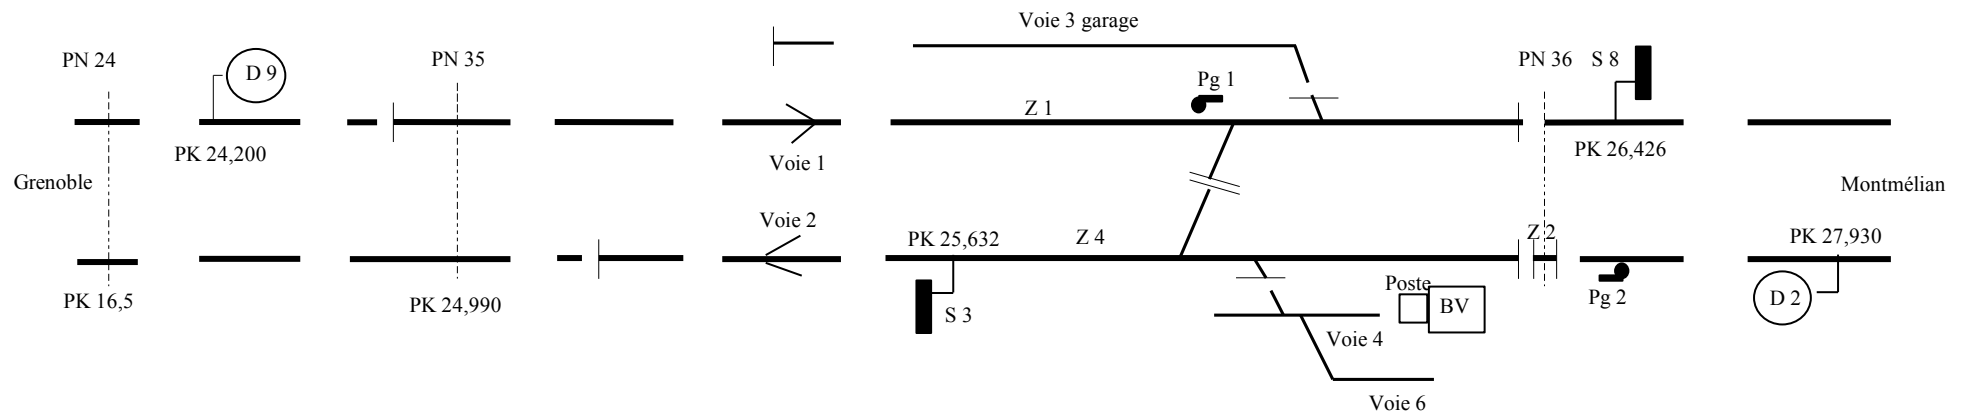 Voie 3 garage
PN 24
D 9
PN 35
Pg 1
PN 36
S 8
Z 1
PK 24,200
Voie 1
PK 26,426
Grenoble
Montmélian
Voie 2
PK 25,632
Z 4
Z 2
PK 27,930
PK 16,5
PK 24,990
S 3
Poste
BV
Pg 2
D 2
Voie 4
Voie 6